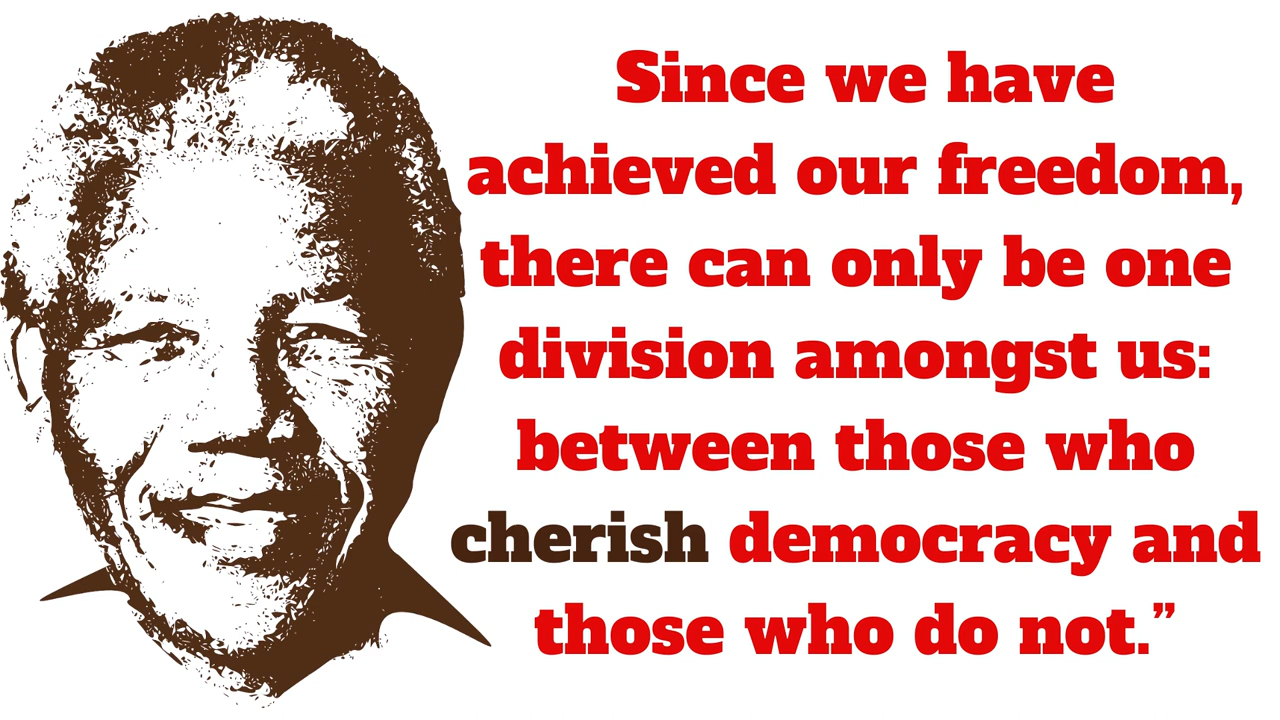 Since we have
achieved our freedom,
there can only be one
division amongst us:
between those who
cherish democracy and
those who do not.”